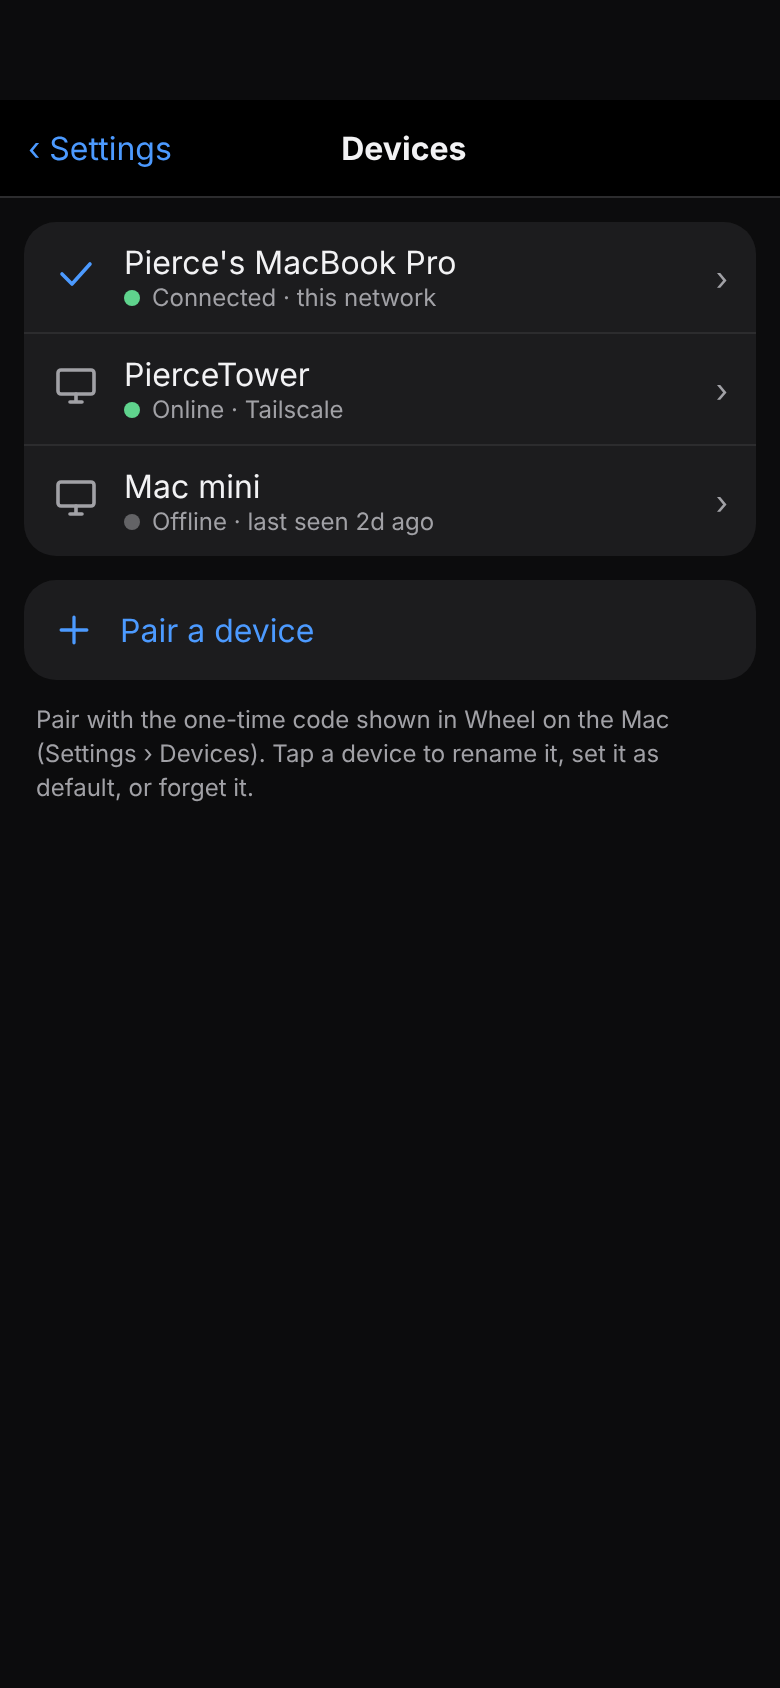 ‹ Settings
Devices
Pierce's MacBook Pro
Connected · this network
›
PierceTower
Online · Tailscale
›
Mac mini
Offline · last seen 2d ago
›
Pair a device
Pair with the one-time code shown in Wheel on the Mac
(Settings › Devices). Tap a device to rename it, set it as
default, or forget it.